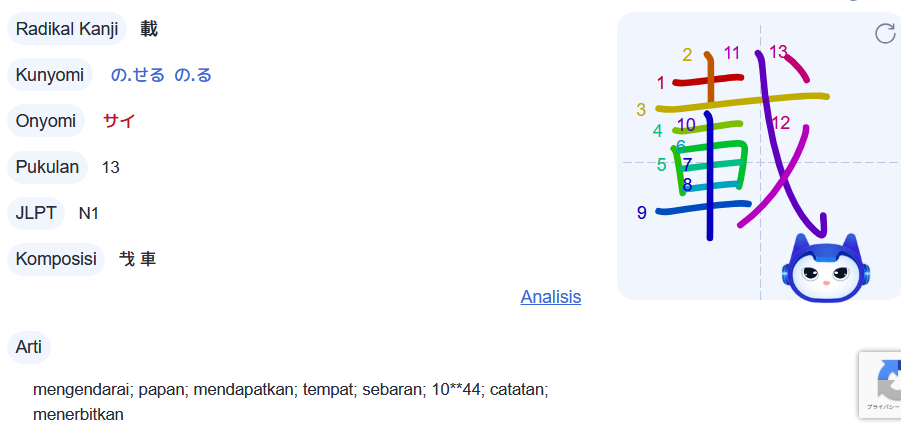 Radikal Kanji 載
Kunyomi の.せる の.る
Onyomi サイ
Pukulan 13
JLPT N1
Komposisi 𢦏 車
Analisis
Arti
mengendarai; papan; mendapatkan; tempat; sebaran; 10**44; catatan;
menerbitkan
2 11 13
1
3
4 10 12
6
5 7
8
9
プライバシー